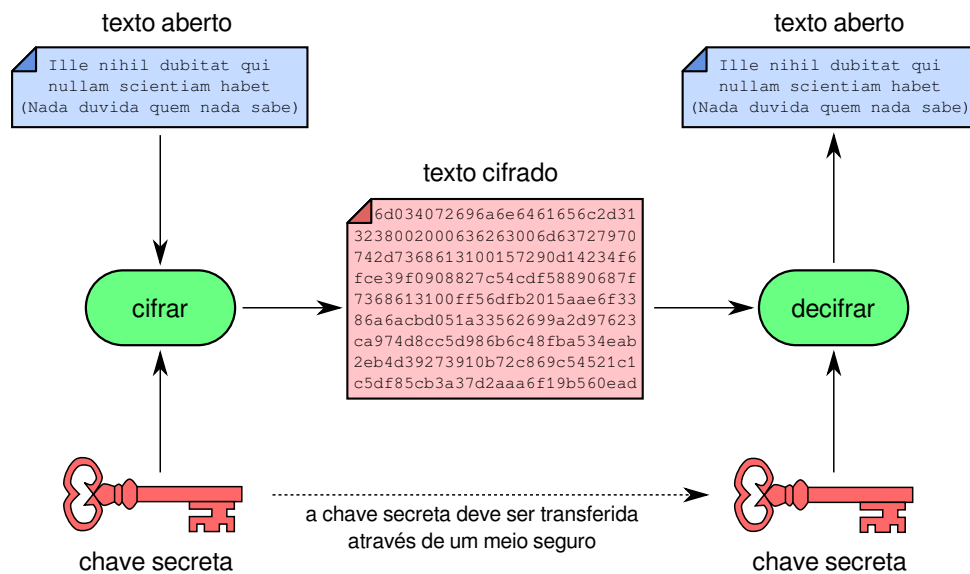 texto aberto
Ille nihil dubitat qui
nullam scientiam habet
(Nada duvida quem nada sabe)
texto aberto
Ille nihil dubitat qui
nullam scientiam habet
(Nada duvida quem nada sabe)
texto cifrado
6d034072696a6e6461656c2d31
3238002000636263006d63727970
742d7368613100157290d14234f6
fce39f0908827c54cdf58890687f
7368613100ff56dfb2015aae6f33
86a6acbd051a33562699a2d97623
ca974d8cc5d986b6c48fba534eab
2eb4d39273910b72c869c54521c1
c5df85cb3a37d2aaa6f19b560ead
cifrar
decifrar
a chave secreta deve ser transferida
através de um meio seguro
chave secreta
chave secreta